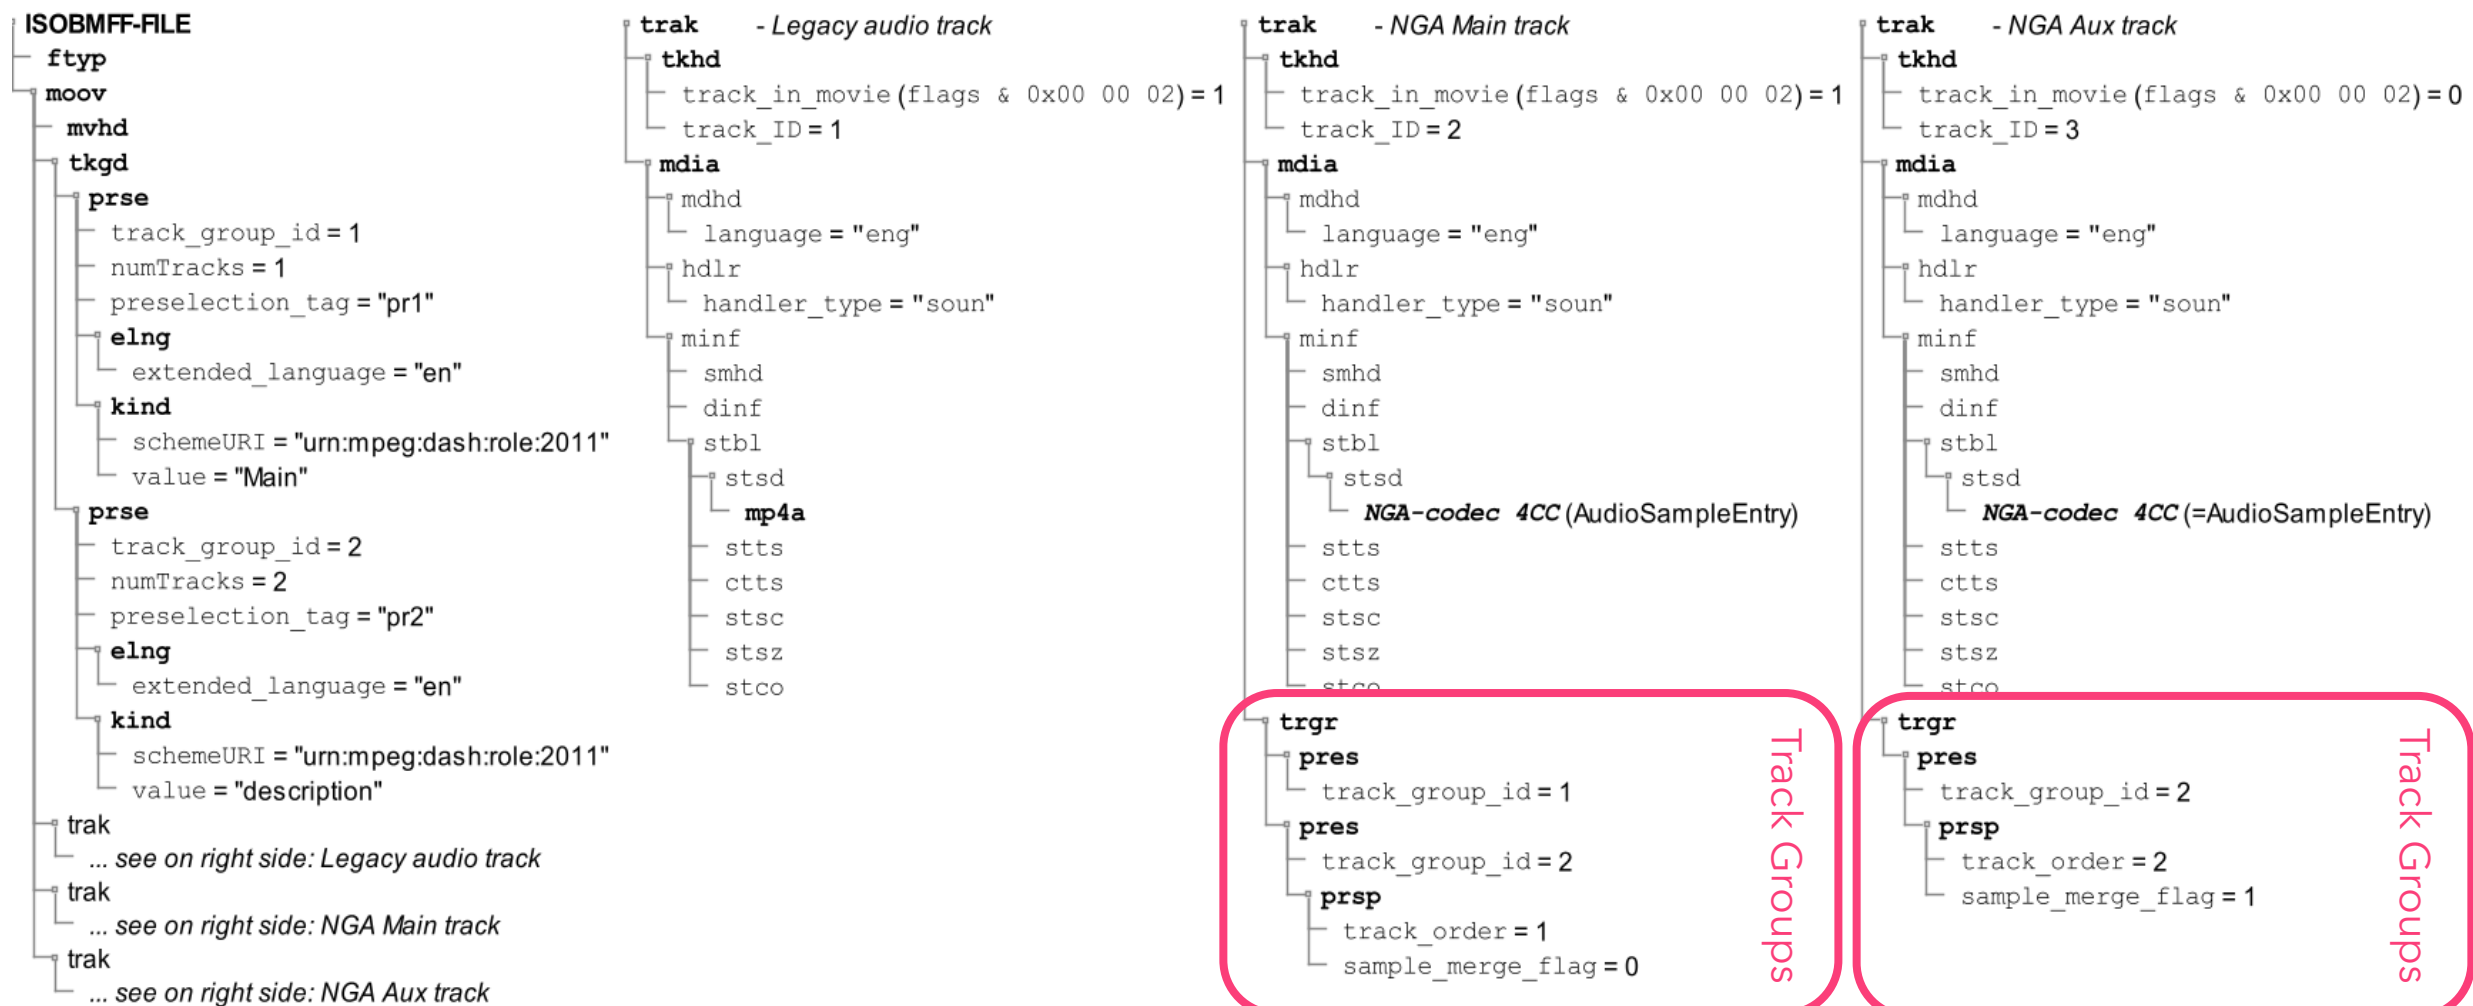 ISOBMFF-FILE
ftyp
moov
mvhd
tkgd
prse
track_group_id = 1
numTracks = 1
preselection_tag = "pr1"
elng
extended_language = "en"
kind
schemeURI = "urn:mpeg:dash:role:2011"
value = "Main"
prse
track_group_id = 2
numTracks = 2
preselection_tag = "pr2"
elng
extended_language = "en"
kind
schemeURI = "urn:mpeg:dash:role:2011"
value = "description"
trak
... see on right side: Legacy audio track
trak
... see on right side: NGA Main track
trak
... see on right side: NGA Aux track
trak - Legacy audio track
tkhd
track_in_movie (flags & 0x00 00 02) = 1
track_ID = 1
mdia
mdhd
language = "eng"
hdlr
handler_type = "soun"
minf
smhd
dinf
stbl
stsd
mp4a
stts
ctts
stsc
stsz
stco
trak - NGA Main track
tkhd
track_in_movie (flags & 0x00 00 02) = 1
track_ID = 2
mdia
mdhd
language = "eng"
hdlr
handler_type = "soun"
minf
smhd
dinf
stbl
stsd
NGA-codec 4CC (AudioSampleEntry)
stts
ctts
stsc
stsz
stco
trgr
pres
track_group_id = 1
pres
track_group_id = 2
prsp
track_order = 1
sample_merge_flag = 0
Track Groups
trak - NGA Aux track
tkhd
track_in_movie (flags & 0x00 00 02) = 0
track_ID = 3
mdia
mdhd
language = "eng"
hdlr
handler_type = "soun"
minf
smhd
dinf
stbl
stsd
NGA-codec 4CC (=AudioSampleEntry)
stts
ctts
stsc
stsz
stco
trgr
pres
track_group_id = 2
prsp
track_order = 2
sample_merge_flag = 1
Track Groups